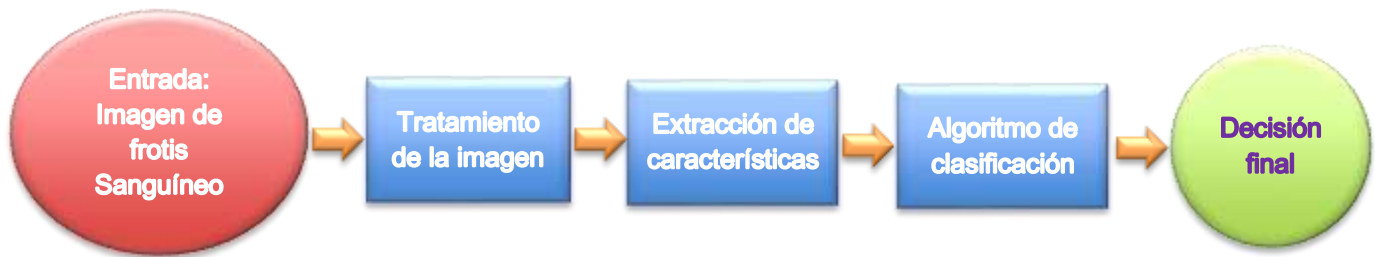 Entrada:
Imagen de
frotis
Sanguíneo
Tratamiento
de la imagen
Extracción de
características
Algoritmo de
clasificación
Decisión
final